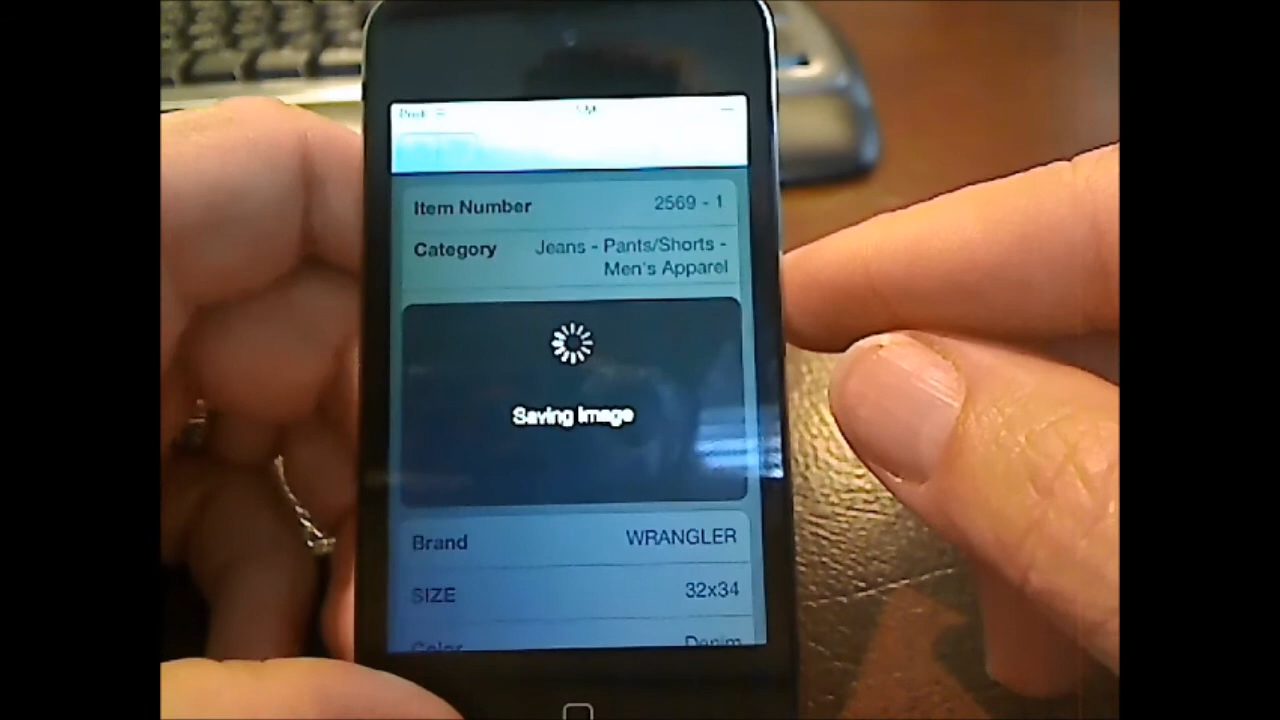 Item Number 2569 - 1
Category Jeans - Pants/Shorts -
Men's Apparel
Saving Image
Brand WRANGLER
SIZE 32x34
Color Denim